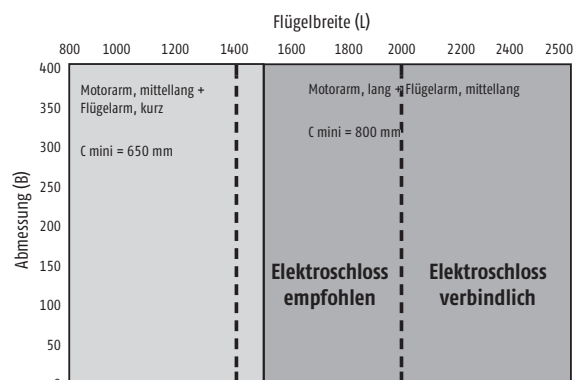 Flügelbreite (L)
800 1000 1200 1400 1600 1800 2000 2200 2400 2500
Abmessung (B)
400
350
300
250
200
150
100
50
Motorarm, mittellang +
Flügelarm, kurz
C mini = 650 mm
Motorarm, lang + Flügelarm, mittellang
C mini = 800 mm
Elektroschloss
empfohlen
Elektroschloss
verbindlich